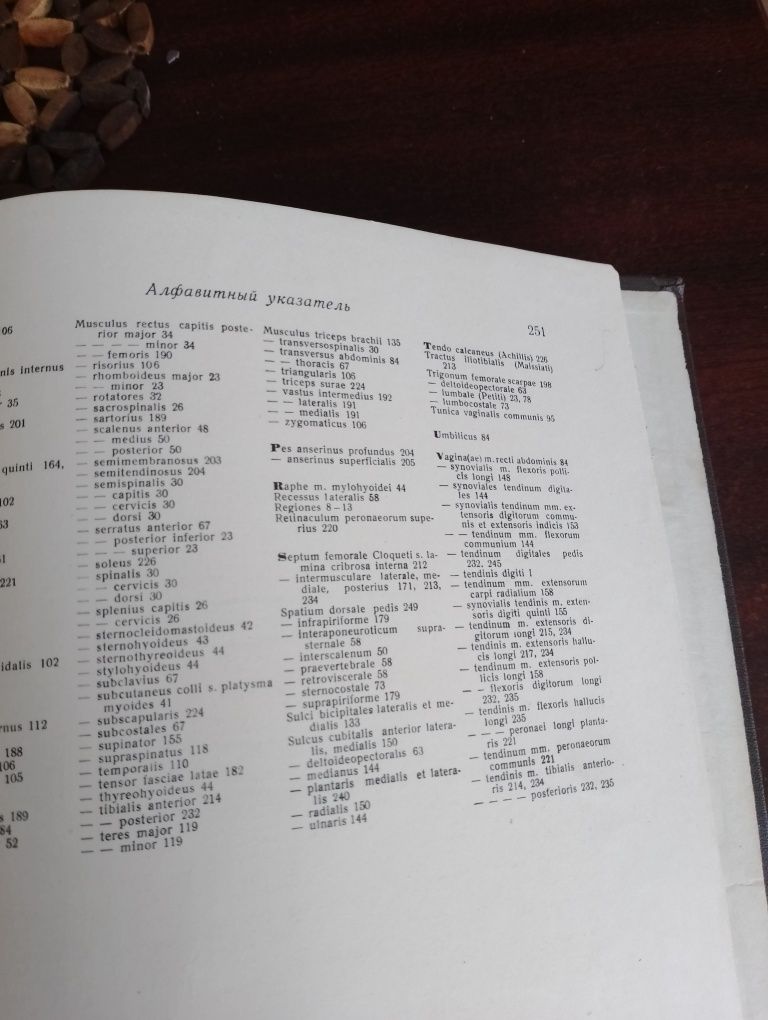 Алфавитный указатель
251
06
nis internus
35
s 201
quinti 164,
102
63
51
221
idalis 102
rnus 112
188
106
105
s 189
84
52
Musculus rectus capitis poste-
rior major 34
— — — — minor 34
— — femoris 190
— risorius 106
— rhomboideus major 23
— — minor 23
— rotatores 32
— sacrospinalis 26
— sartorius 189
— scalenus anterior 48
— — medius 50
— — posterior 50
— semimembranosus 203
— semitendinosus 204
— semispinalis 30
— — capitis 30
— — cervicis 30
— — dorsi 30
— serratus anterior 67
— — posterior inferior 23
— — — superior 23
— soleus 226
— spinalis 30
— — cervicis 30
— — dorsi 30
— splenius capitis 26
— — cervicis 26
— sternocleidomastoideus 42
— sternohyoideus 43
— sternothyreoideus 44
— stylohyoideus 44
— subclavius 67
— subcutaneus colli s. platysma
myoides 41
— subscapularis 224
— subcostales 67
— supinator 155
— supraspinatus 118
— temporalis 110
— tensor fasciae latae 182
— thyreohyoideus 44
— tibialis anterior 214
— — posterior 232
— teres major 119
— — minor 119
Musculus triceps brachii 135
— transversospinalis 30
— transversus abdominis 84
— — thoracis 67
— triangularis 106
— triceps surae 224
— vastus intermedius 192
— — lateralis 191
— — medialis 191
— zygomaticus 106
Pes anserinus profundus 204
— anserinus superficialis 205
Raphe m. mylohyoidei 44
Recessus lateralis 58
Regiones 8—13
Retinaculum peronaeorum supe-
rius 220
Septum femorale Cloqueti s. la-
mina cribrosa interna 212
— intermusculare laterale, me-
diale, posterius 171, 213,
234
Spatium dorsale pedis 249
— infrapiriforme 179
— interaponeuroticum supra-
sternale 58
— interscalenum 50
— praevertebrale 58
— retroviscerale 58
— sternocostale 73
— suprapiriforme 179
Sulci bicipitales lateralis et me-
dialis 133
Sulcus cubitalis anterior latera-
lis, medialis 150
— deltoideopectoralis 63
— medianus 144
— plantaris medialis et latera-
lis 240
— radialis 150
— ulnaris 144
Tendo calcaneus (Achillis) 226
Tractus iliotibialis (Maissiati)
213
Trigonum femorale scarpae 198
— deltoideopectorale 63
— lumbale (Petiti) 23, 78
— lumbocostale 73
Tunica vaginalis communis 95
Umbilicus 84
Vagina(ae) m. recti abdominis 84
— synovialis m. flexoris polli-
cis longi 148
— synoviales tendinum digita-
les 144
— synovialis tendinum mm. ex-
tensoris digitorum commu-
nis et extensoris indicis 153
— — tendinum mm. flexorum
communium 144
— tendinum digitales pedis
232, 245
— tendinis digiti 1
— tendinum mm. extensorum
carpi radialium 158
— synovialis tendinis m. exten-
soris digiti quinti 155
— tendinum m. extensoris di-
gitorum longi 215, 234
— tendinis m. extensoris hallu-
cis longi 217, 234
— tendinum m. extensoris pol-
licis longi 158
— — flexoris digitorum longi
232, 235
— tendinis m. flexoris hallucis
longi 235
— — — peronaei longi planta-
ris 221
— tendinum mm. peronaeorum
communis 221
— tendinis m. tibialis anterio-
ris 214, 234
— — — — posterioris 232, 235